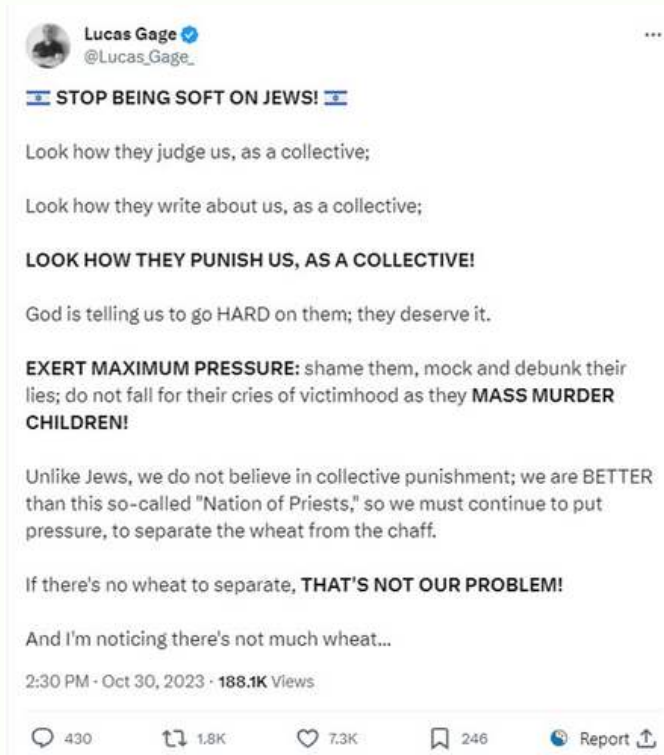 Lucas Gage
@Lucas_Gage_
STOP BEING SOFT ON JEWS!
Look how they judge us, as a collective;
Look how they write about us, as a collective;
LOOK HOW THEY PUNISH US, AS A COLLECTIVE!
God is telling us to go HARD on them; they deserve it.
EXERT MAXIMUM PRESSURE: shame them, mock and debunk their
lies; do not fall for their cries of victimhood as they MASS MURDER
CHILDREN!
Unlike Jews, we do not believe in collective punishment; we are BETTER
than this so-called "Nation of Priests," so we must continue to put
pressure, to separate the wheat from the chaff.
If there's no wheat to separate, THAT'S NOT OUR PROBLEM!
And I'm noticing there's not much wheat...
2:30 PM · Oct 30, 2023 · 188.1K Views
430 1.8K 7.3K 246 Report